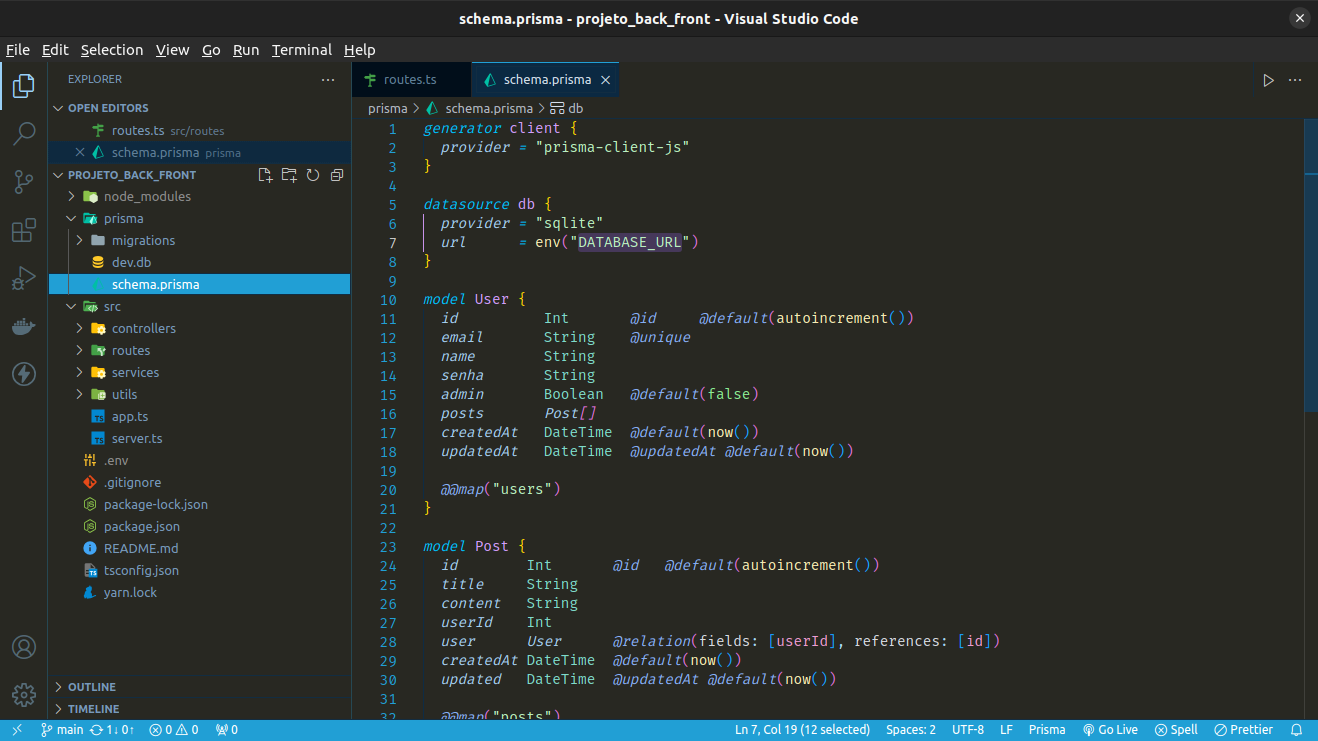 schema.prisma - projeto_back_front - Visual Studio Code
File Edit Selection View Go Run Terminal Help
EXPLORER
OPEN EDITORS
routes.ts src/routes
schema.prisma prisma
PROJETO_BACK_FRONT
node_modules
prisma
migrations
dev.db
schema.prisma
src
controllers
routes
services
utils
app.ts
server.ts
.env
.gitignore
package-lock.json
package.json
README.md
tsconfig.json
yarn.lock
OUTLINE
TIMELINE
routes.ts schema.prisma
prisma > schema.prisma > db
1 generator client {
2   provider = "prisma-client-js"
3 }
4
5 datasource db {
6   provider = "sqlite"
7   url      = env("DATABASE_URL")
8 }
9
10 model User {
11   id          Int       @id     @default(autoincrement())
12   email       String    @unique
13   name        String
14   senha       String
15   admin       Boolean   @default(false)
16   posts       Post[]
17   createdAt   DateTime  @default(now())
18   updatedAt   DateTime  @updatedAt @default(now())
19
20   @@map("users")
21 }
22
23 model Post {
24   id        Int       @id   @default(autoincrement())
25   title     String
26   content   String
27   userId    Int
28   user      User      @relation(fields: [userId], references: [id])
29   createdAt DateTime  @default(now())
30   updated   DateTime  @updatedAt @default(now())
31
32   @@map("posts")
main 1↓ 0↑ 0 0 0 Ln 7, Col 19 (12 selected) Spaces: 2 UTF-8 LF Prisma Go Live Spell Prettier